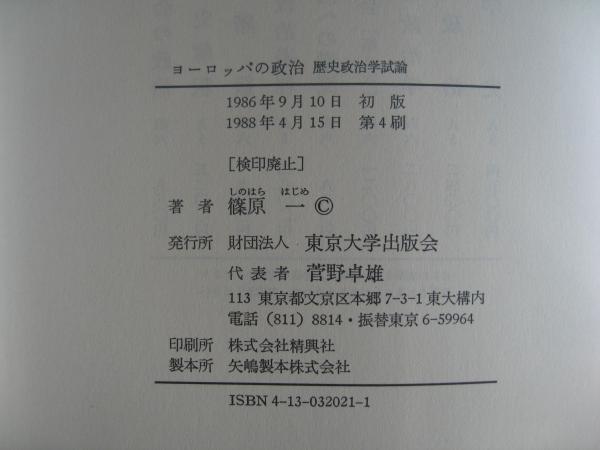 ヨーロッパの政治 歴史政治学試論
1986年9月10日 初版
1988年4月15日 第4刷
[検印廃止]
しのはら はじめ
著者 篠原 一 ©
発行所 財団法人 東京大学出版会
代表者 菅野卓雄
113 東京都文京区本郷7-3-1東大構内
電話(811)8814・振替東京6-59964
印刷所 株式会社精興社
製本所 矢嶋製本株式会社
ISBN 4-13-032021-1